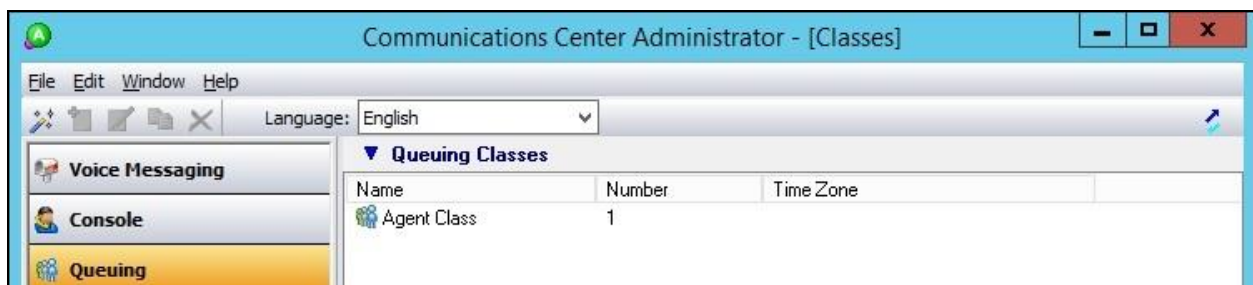 Communications Center Administrator - [Classes]
File Edit Window Help
Language: English
Voice Messaging
Console
Queuing
Queuing Classes
Name Number Time Zone
Agent Class 1